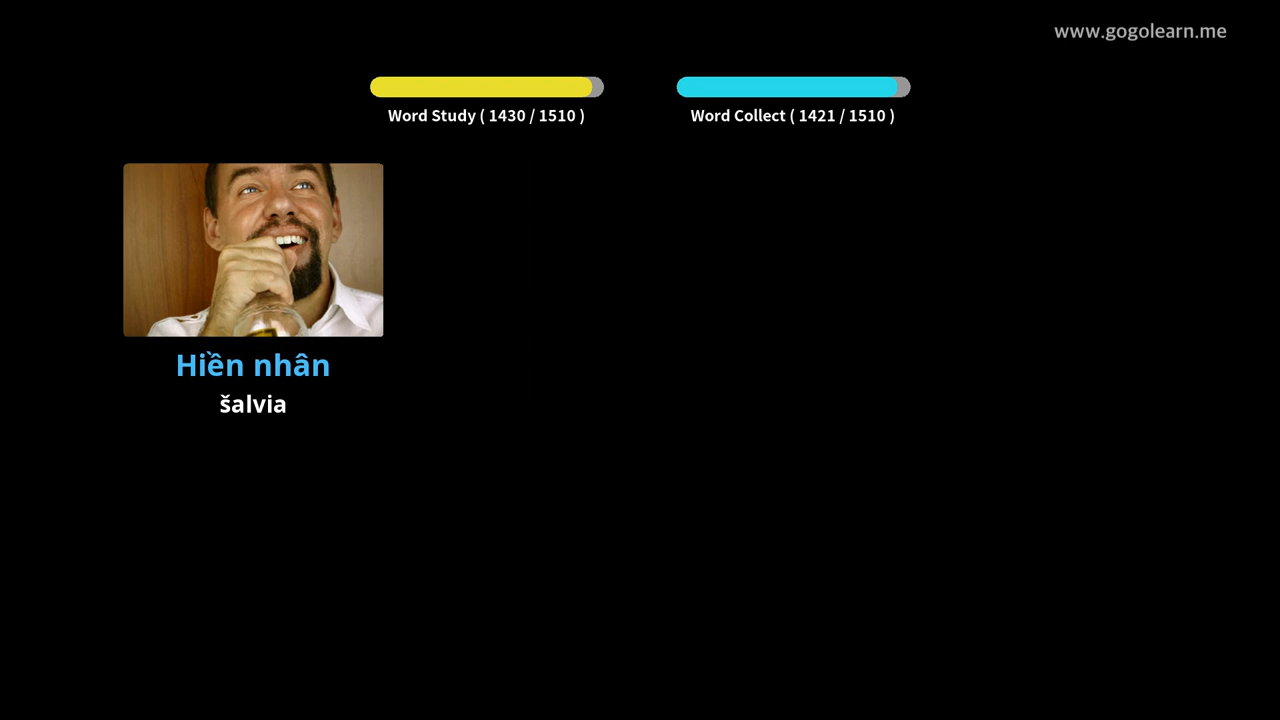 www.gogolearn.me
Word Study ( 1430 / 1510 )
Word Collect ( 1421 / 1510 )
Hiền nhân
šalvia